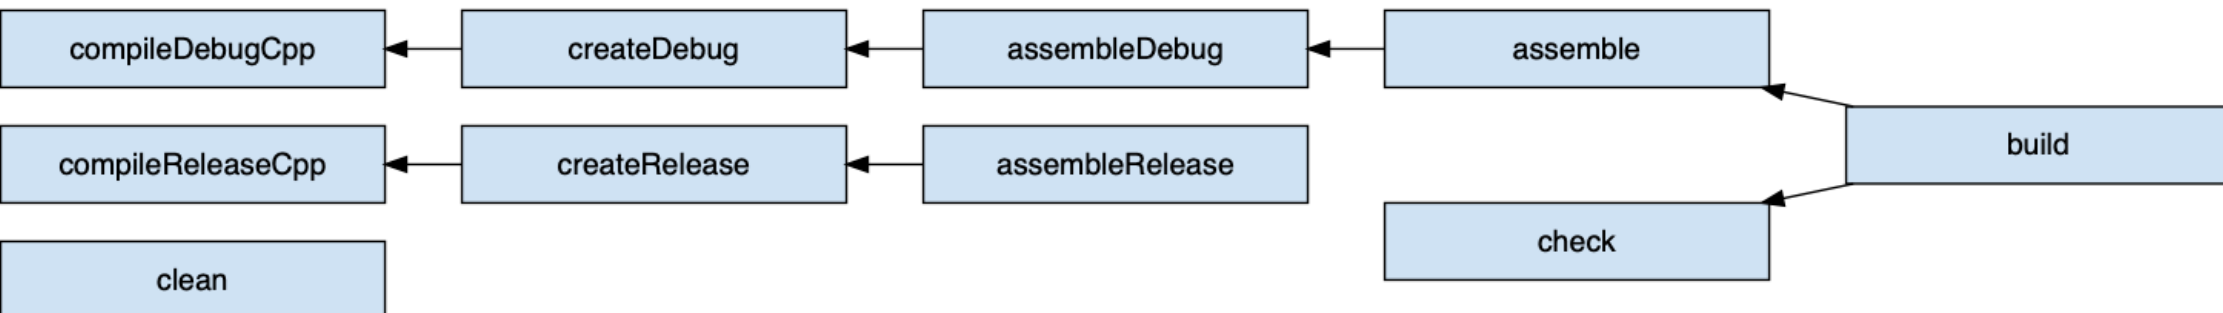 compileDebugCpp
createDebug
assembleDebug
assemble
build
compileReleaseCpp
createRelease
assembleRelease
check
clean